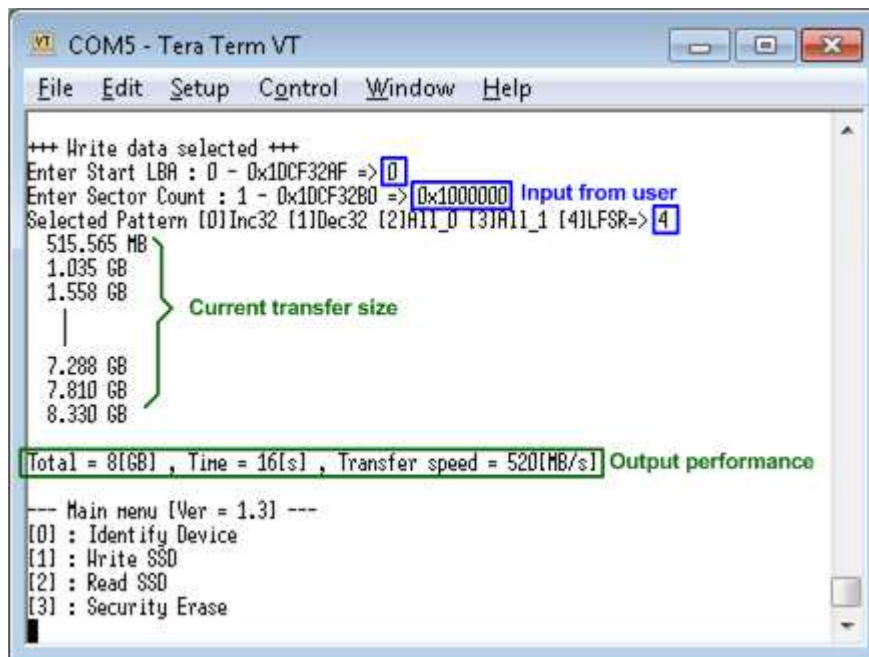 VT COM5 - Tera Term VT
File Edit Setup Control Window Help
+++ Write data selected +++
Enter Start LBA : 0 - 0x1DCF32AF => 0
Enter Sector Count : 1 - 0x1DCF32B0 => 0x1000000 Input from user
Selected Pattern [0]Inc32 [1]Dec32 [2]All_0 [3]All_1 [4]LFSR=> 4
515.565 MB
1.035 GB
1.558 GB
Current transfer size
7.288 GB
7.810 GB
8.330 GB
Total = 8[GB] , Time = 16[s] , Transfer speed = 520[MB/s] Output performance
--- Main menu [Ver = 1.3] ---
[0] : Identify Device
[1] : Write SSD
[2] : Read SSD
[3] : Security Erase